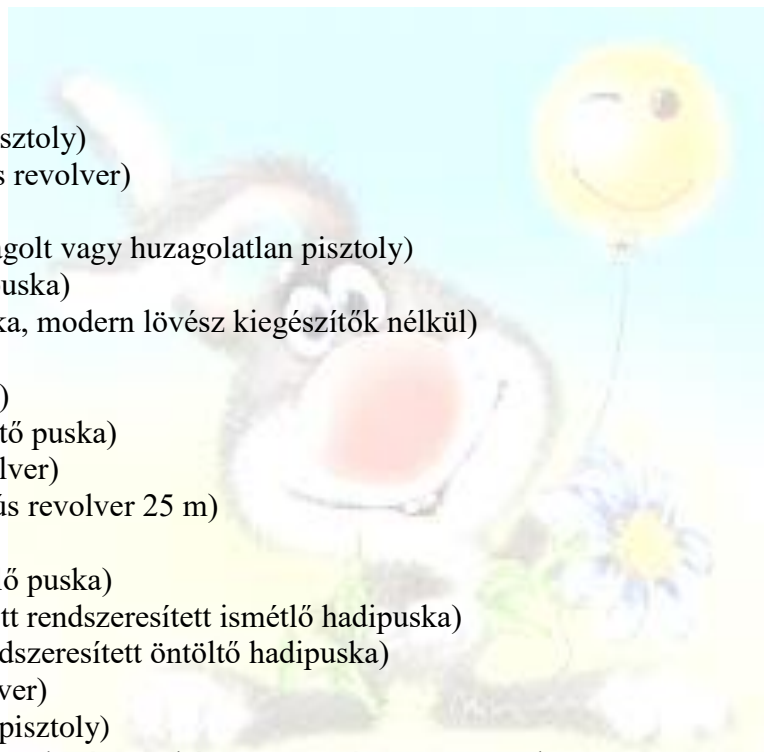 sztoly)
s revolver)
golt vagy huzagolatlan pisztoly)
uska)
ka, modern lövész kiegészítők nélkül)
)
tő puska)
lver)
ús revolver 25 m)
lő puska)
tt rendszeresített ismétlő hadipuska)
dszeresített öntöltő hadipuska)
ver)
pisztoly)